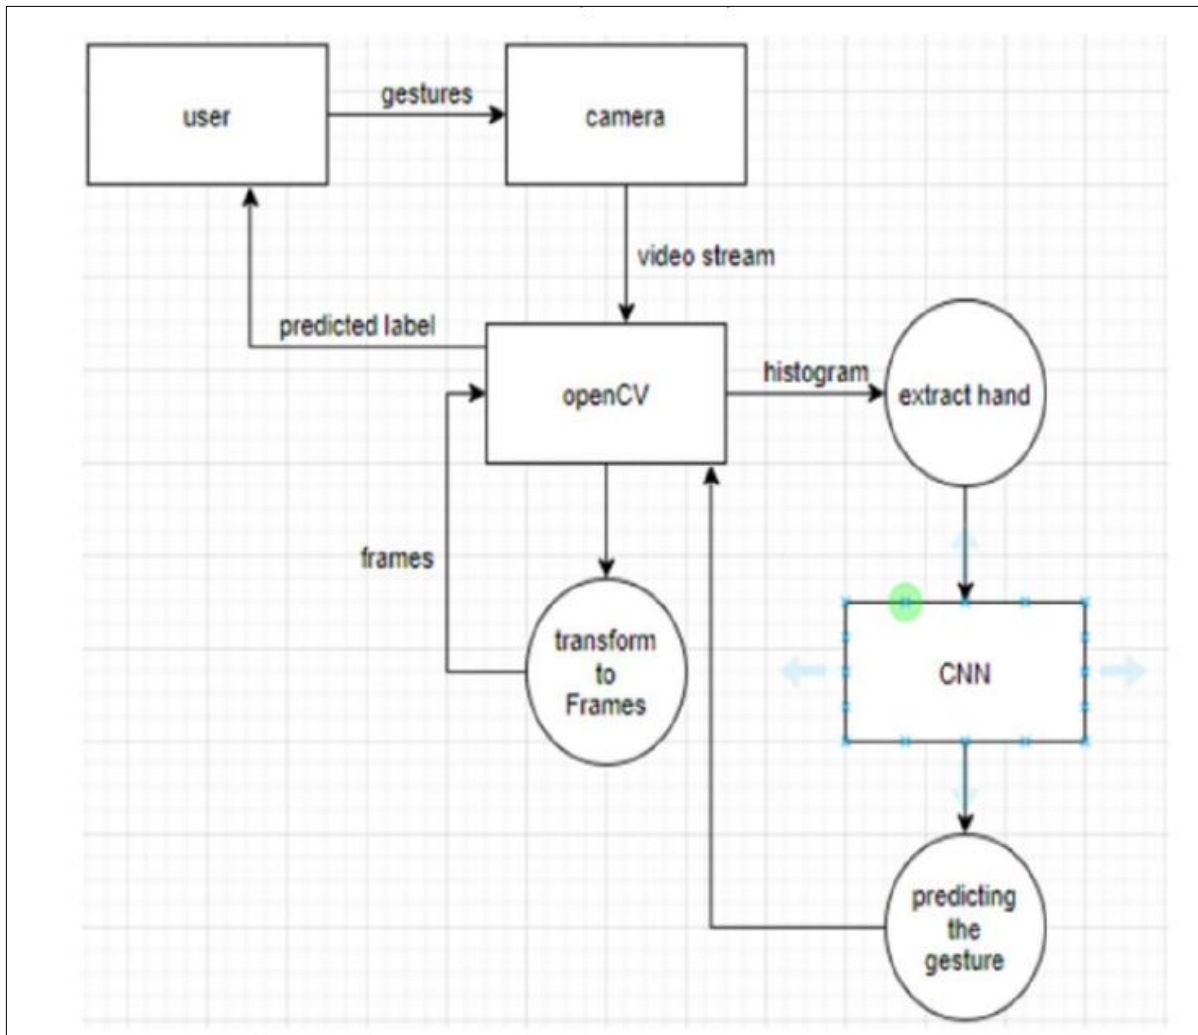 user
gestures
camera
video stream
predicted label
openCV
histogram
extract hand
frames
transform
to
Frames
CNN
predicting
the
gesture